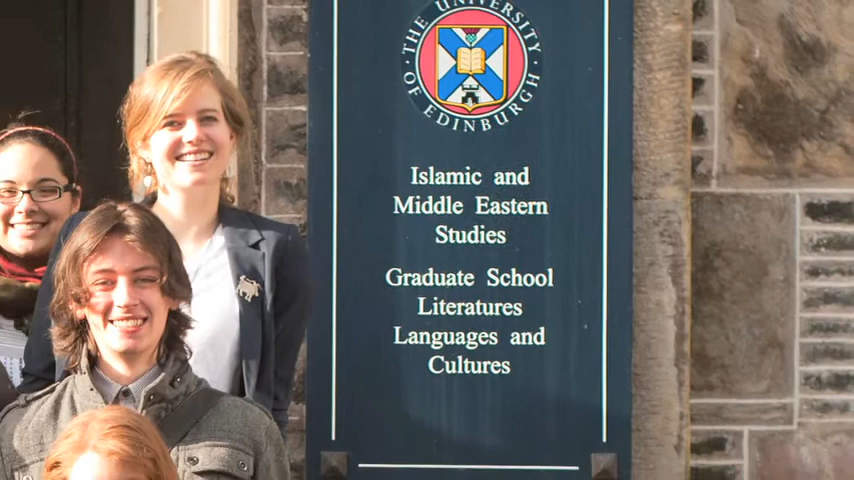 THE UNIVERSITY
OF EDINBURGH
Islamic and
Middle Eastern
Studies
Graduate School
Literatures
Languages and
Cultures